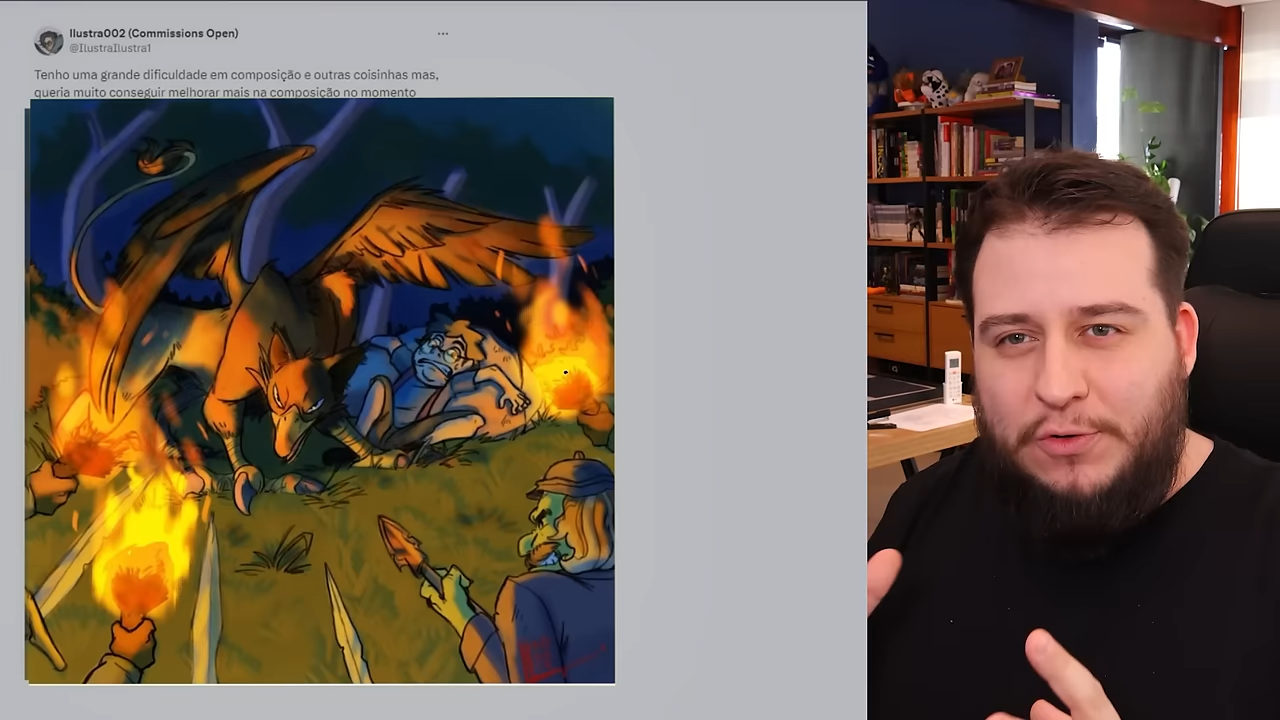 Ilustra002 (Commissions Open)
@IlustraIlustra1
Tenho uma grande dificuldade em composição e outras coisinhas mas,
queria muito conseguir melhorar mais na composição no momento